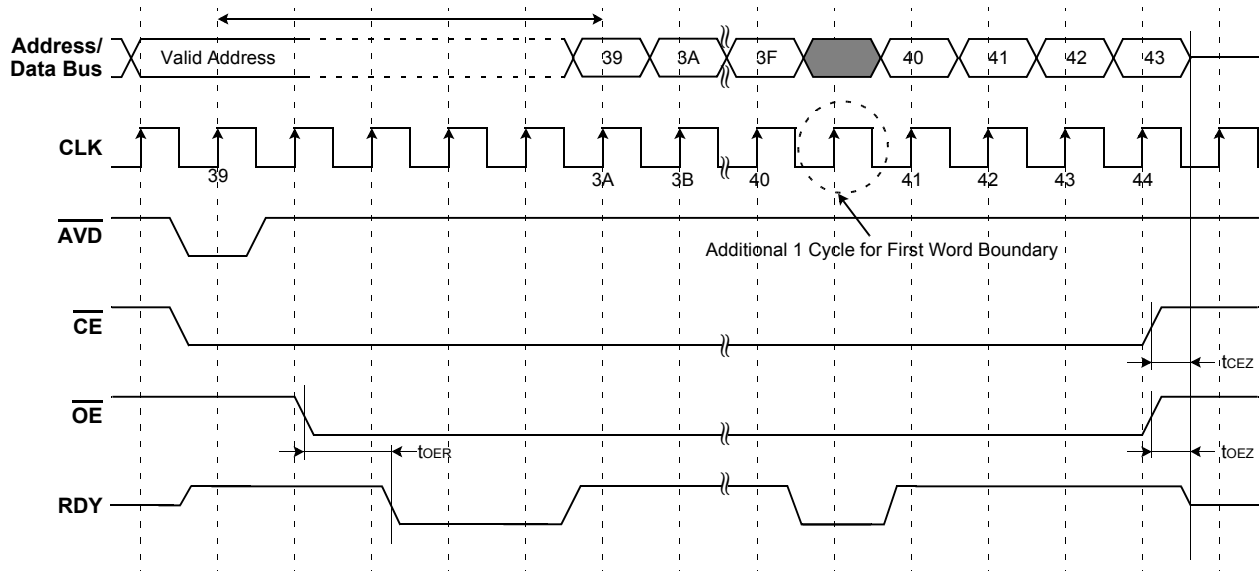 Address/
Data Bus
Valid Address
39
3A
3F
40
41
42
43
CLK
39
3A
3B
40
41
42
43
44
AVD
Additional 1 Cycle for First Word Boundary
CE
tCEZ
OE
tOER
tOEZ
RDY